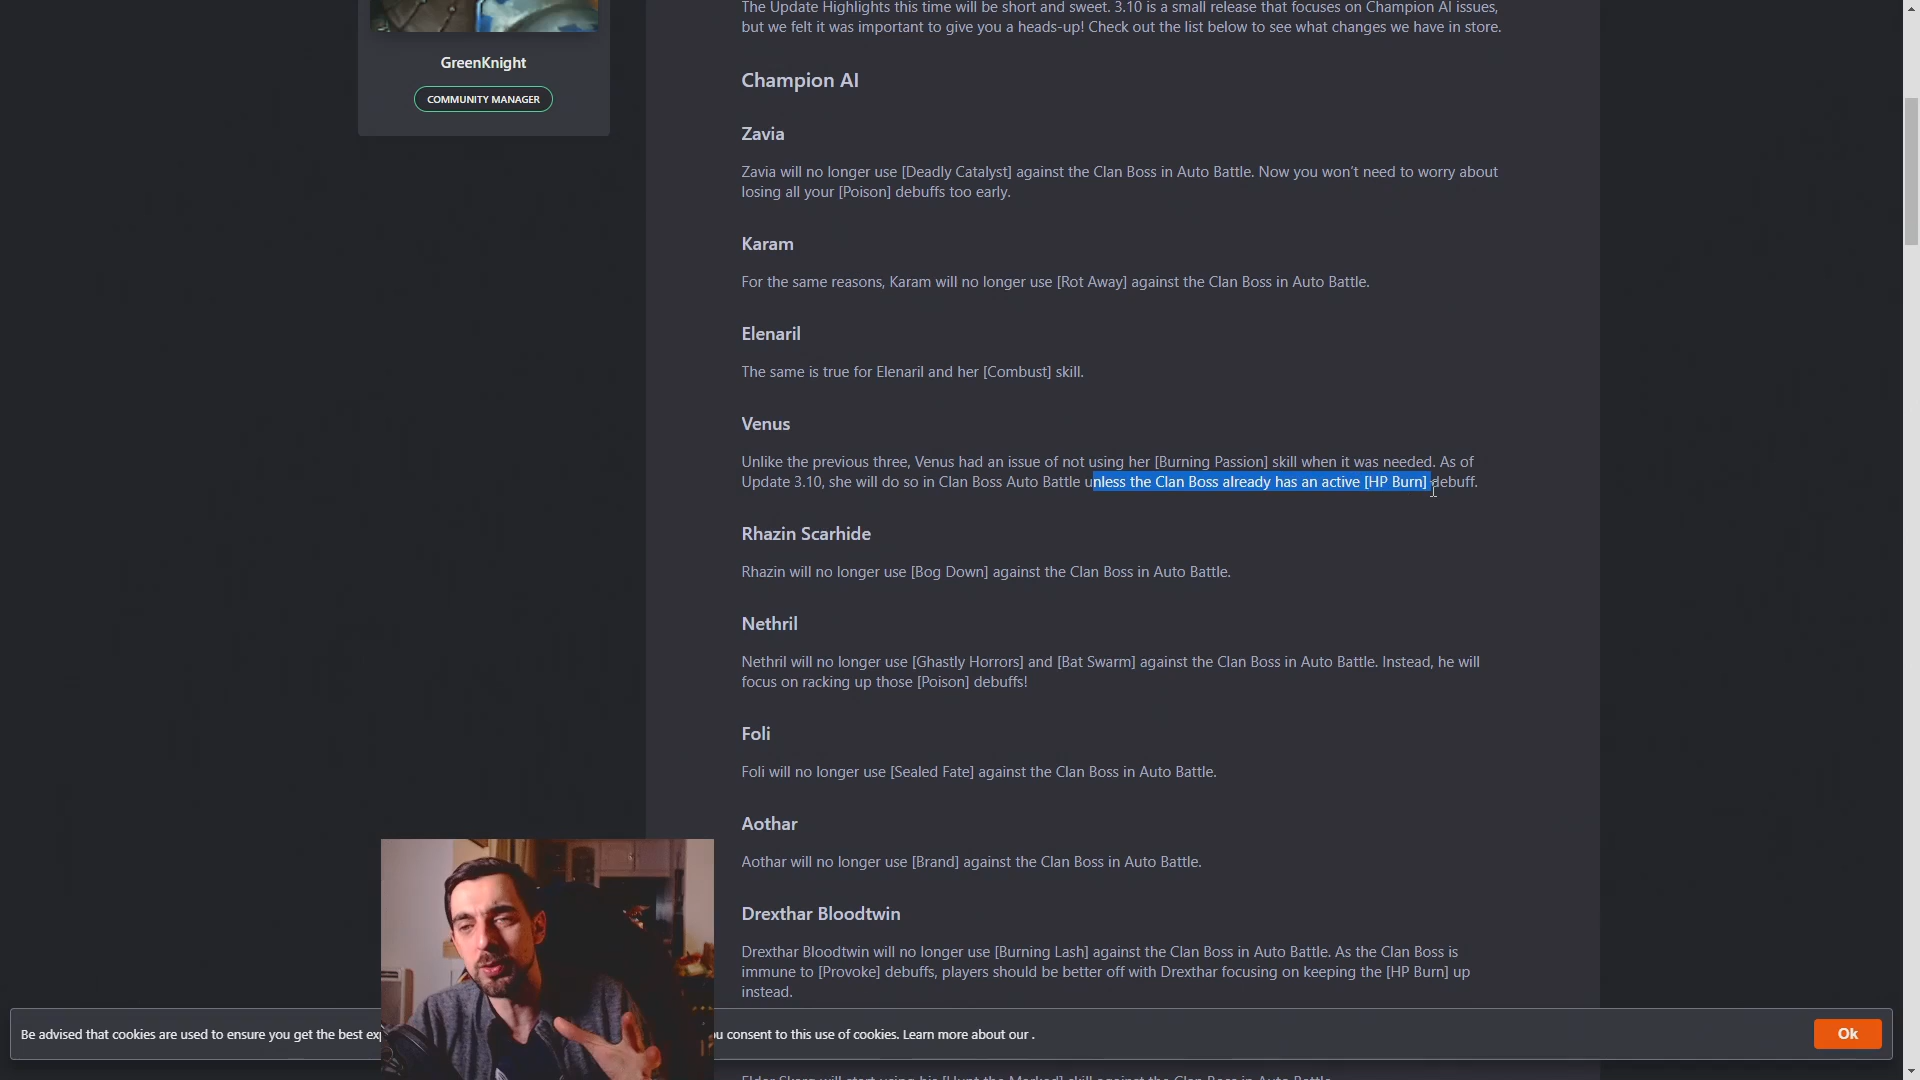 The Update Highlights this time will be short and sweet. 3.10 is a small release that focuses on Champion AI issues,
but we felt it was important to give you a heads-up! Check out the list below to see what changes we have in store.
GreenKnight
COMMUNITY MANAGER
Champion AI
Zavia
Zavia will no longer use [Deadly Catalyst] against the Clan Boss in Auto Battle. Now you won't need to worry about
losing all your [Poison] debuffs too early.
Karam
For the same reasons, Karam will no longer use [Rot Away] against the Clan Boss in Auto Battle.
Elenaril
The same is true for Elenaril and her [Combust] skill.
Venus
Unlike the previous three, Venus had an issue of not using her [Burning Passion] skill when it was needed. As of
Update 3.10, she will do so in Clan Boss Auto Battle unless the Clan Boss already has an active [HP Burn] debuff.
Rhazin Scarhide
Rhazin will no longer use [Bog Down] against the Clan Boss in Auto Battle.
Nethril
Nethril will no longer use [Ghastly Horrors] and [Bat Swarm] against the Clan Boss in Auto Battle. Instead, he will
focus on racking up those [Poison] debuffs!
Foli
Foli will no longer use [Sealed Fate] against the Clan Boss in Auto Battle.
Aothar
Aothar will no longer use [Brand] against the Clan Boss in Auto Battle.
Drexthar Bloodtwin
Drexthar Bloodtwin will no longer use [Burning Lash] against the Clan Boss in Auto Battle. As the Clan Boss is
immune to [Provoke] debuffs, players should be better off with Drexthar focusing on keeping the [HP Burn] up
instead.
Be advised that cookies are used to ensure you get the best u consent to this use of cookies. Learn more about our .
Ok